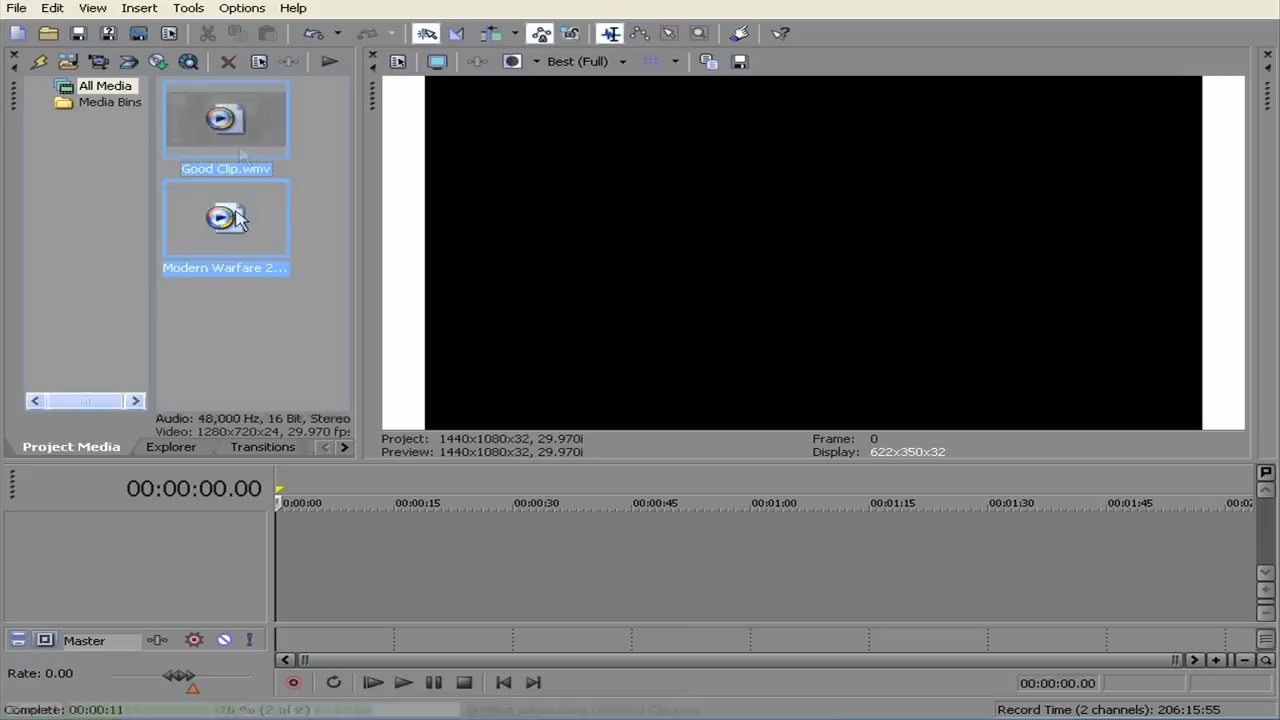 File Edit View Insert Tools Options Help
Best (Full)
All Media
Media Bins
Good Clip.wmv
Modern Warfare 2...
Audio: 48,000 Hz, 16 Bit, Stereo
Video: 1280x720x24, 29.970 fps
Project Media Explorer Transitions
Project: 1440x1080x32, 29.970i
Frame: 0
Preview: 1440x1080x32, 29.970i
Display: 622x350x32
00:00:00.00
0:00:00 00:00:15 00:00:30 00:00:45 00:01:00 00:01:15 00:01:30 00:01:45
Master
Rate: 0.00
00:00:00.00
Complete: 00:00:11
Record Time (2 channels): 206:15:55